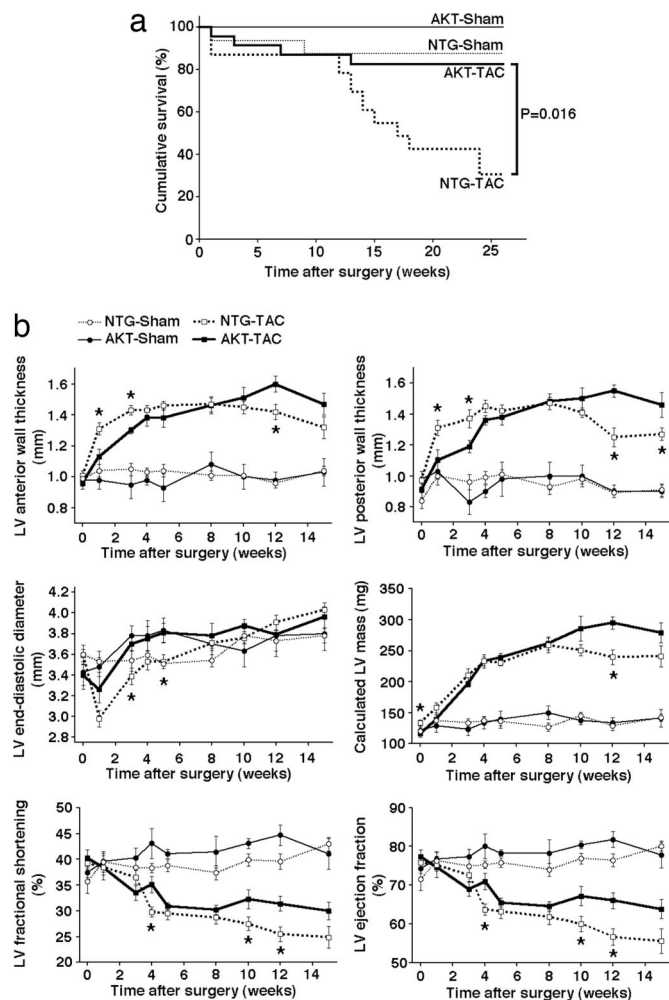 a
AKT-Sham
NTG-Sham
AKT-TAC
NTG-TAC
P=0.016
Cumulative survival (%)
100
80
60
40
20
0
0 5 10 15 20 25
Time after surgery (weeks)
b
NTG-Sham NTG-TAC
AKT-Sham AKT-TAC
LV anterior wall thickness
(mm)
1.6
1.4
1.2
1.0
0.8
* * *
0 2 4 6 8 10 12 14
Time after surgery (weeks)
LV posterior wall thickness
(mm)
1.6
1.4
1.2
1.0
0.8
* * * *
0 2 4 6 8 10 12 14
Time after surgery (weeks)
LV end-diastolic diameter
(mm)
4.2
4.0
3.8
3.6
3.4
3.2
3.0
2.8
* *
0 2 4 6 8 10 12 14
Time after surgery (weeks)
Calculated LV mass (mg)
350
300
250
200
150
100
* *
0 2 4 6 8 10 12 14
Time after surgery (weeks)
LV fractional shortening
(%)
50
45
40
35
30
25
20
* * *
0 2 4 6 8 10 12 14
Time after surgery (weeks)
LV ejection fraction
(%)
90
80
70
60
50
* * *
0 2 4 6 8 10 12 14
Time after surgery (weeks)